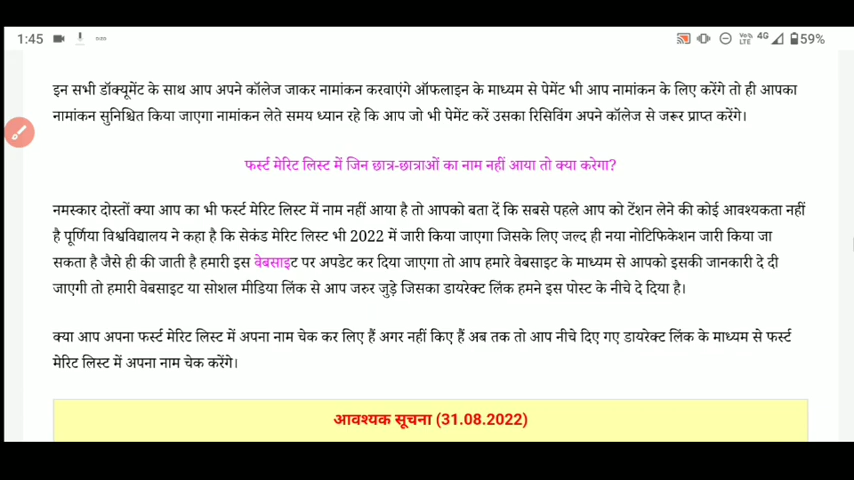 1:45
VoLTE 4G 59%
इन सभी डॉक्यूमेंट के साथ आप अपने कॉलेज जाकर नामांकन करवाएंगे ऑफलाइन के माध्यम से पेमेंट भी आप नामांकन के लिए करेंगे तो ही आपका
नामांकन सुनिश्चित किया जाएगा नामांकन लेते समय ध्यान रहे कि आप जो भी पेमेंट करें उसका रिसिविंग अपने कॉलेज से जरूर प्राप्त करेंगे।
फर्स्ट मेरिट लिस्ट में जिन छात्र-छात्राओं का नाम नहीं आया तो क्या करेगा?
नमस्कार दोस्तों क्या आप का भी फर्स्ट मेरिट लिस्ट में नाम नहीं आया है तो आपको बता दें कि सबसे पहले आप को टेंशन लेने की कोई आवश्यकता नहीं
है पूर्णिया विश्वविद्यालय ने कहा है कि सेकंड मेरिट लिस्ट भी 2022 में जारी किया जाएगा जिसके लिए जल्द ही नया नोटिफिकेशन जारी किया जा
सकता है जैसे ही की जाती है हमारी इस वेबसाइट पर अपडेट कर दिया जाएगा तो आप हमारे वेबसाइट के माध्यम से आपको इसकी जानकारी दे दी
जाएगी तो हमारी वेबसाइट या सोशल मीडिया लिंक से आप जरुर जुड़े जिसका डायरेक्ट लिंक हमने इस पोस्ट के नीचे दे दिया है।
क्या आप अपना फर्स्ट मेरिट लिस्ट में अपना नाम चेक कर लिए हैं अगर नहीं किए हैं अब तक तो आप नीचे दिए गए डायरेक्ट लिंक के माध्यम से फर्स्ट
मेरिट लिस्ट में अपना नाम चेक करेंगे।
आवश्यक सूचना (31.08.2022)